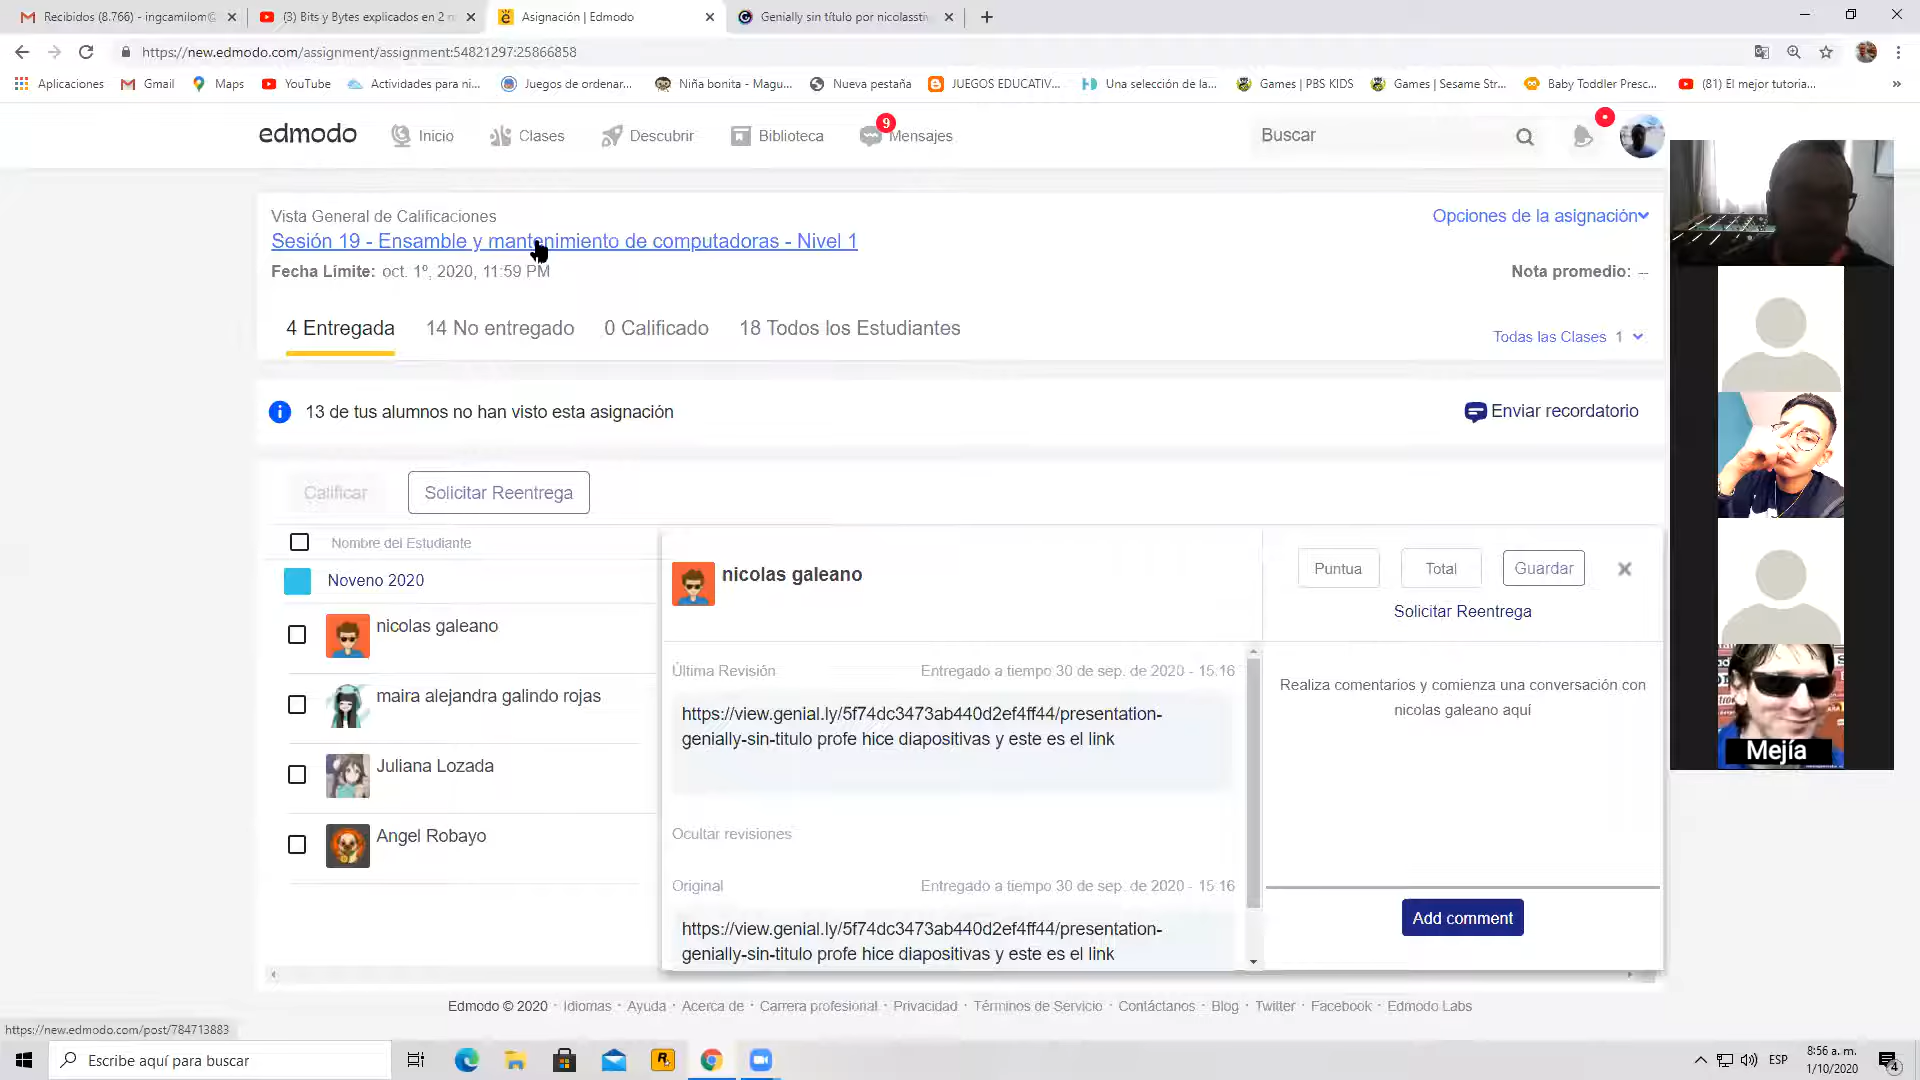 Recibidos (8.766) - ingcamilom
(3) Bits y Bytes explicados en 2 m
Asignación | Edmodo
Genially sin título por nicolassti
https://new.edmodo.com/assignment/assignment:54821297:25866858
Aplicaciones
Gmail
Maps
YouTube
Actividades para ni...
Juegos de ordenar...
Niña bonita - Magu...
Nueva pestaña
JUEGOS EDUCATIV...
Una selección de la...
Games | PBS KIDS
Games | Sesame Str...
Baby Toddler Presc...
(81) El mejor tutoria...
edmodo
Inicio
Clases
Descubrir
Biblioteca
9
Mensajes
Buscar
Vista General de Calificaciones
Opciones de la asignación
Sesión 19 - Ensamble y mantenimiento de computadoras - Nivel 1
Fecha Límite: oct. 1º, 2020, 11:59 PM
Nota promedio: --
4 Entregada
14 No entregado
0 Calificado
18 Todos los Estudiantes
Todas las Clases 1
13 de tus alumnos no han visto esta asignación
Enviar recordatorio
Calificar
Solicitar Reentrega
Nombre del Estudiante
Noveno 2020
nicolas galeano
maira alejandra galindo rojas
Juliana Lozada
Angel Robayo
nicolas galeano
Puntua
Total
Guardar
Solicitar Reentrega
Última Revisión
Entregado a tiempo 30 de sep. de 2020 - 15:16
https://view.genial.ly/5f74dc3473ab440d2ef4ff44/presentation-
genially-sin-titulo profe hice diapositivas y este es el link
Ocultar revisiones
Original
Entregado a tiempo 30 de sep. de 2020 - 15:16
https://view.genial.ly/5f74dc3473ab440d2ef4ff44/presentation-
genially-sin-titulo profe hice diapositivas y este es el link
Realiza comentarios y comienza una conversación con
nicolas galeano aquí
Add comment
Mejía
Edmodo © 2020 · Idiomas · Ayuda · Acerca de · Carrera profesional · Privacidad · Términos de Servicio · Contáctanos · Blog · Twitter · Facebook · Edmodo Labs
https://new.edmodo.com/post/784713883
Escribe aquí para buscar
ESP
8:56 a. m.
1/10/2020
4